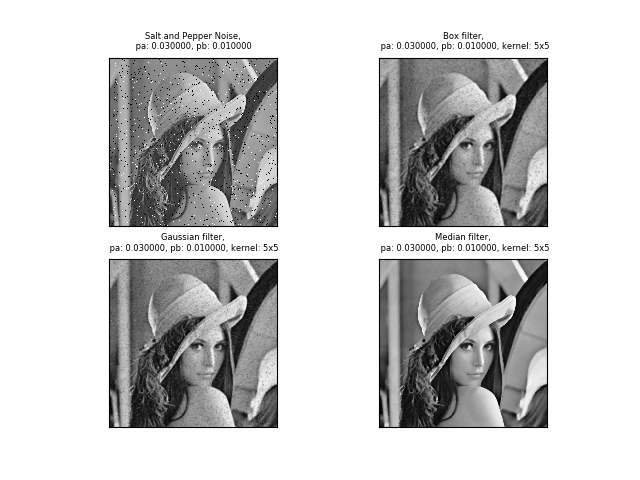 Salt and Pepper Noise,
pa: 0.030000, pb: 0.010000
Box filter,
pa: 0.030000, pb: 0.010000, kernel: 5x5
Gaussian filter,
pa: 0.030000, pb: 0.010000, kernel: 5x5
Median filter,
pa: 0.030000, pb: 0.010000, kernel: 5x5